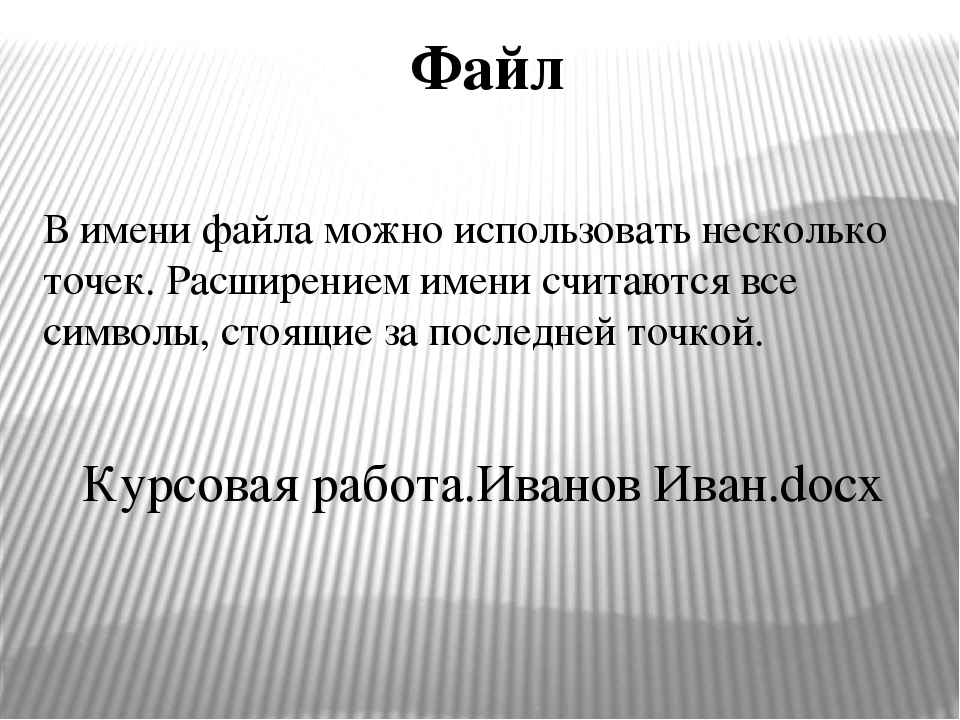 Файл
В имени файла можно использовать несколько
точек. Расширением имени считаются все
символы, стоящие за последней точкой.
Курсовая работа.Иванов Иван.docx